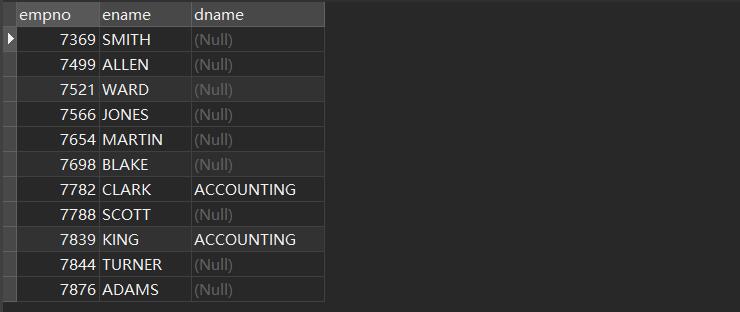 empno ename dname
7369 SMITH (Null)
7499 ALLEN (Null)
7521 WARD (Null)
7566 JONES (Null)
7654 MARTIN (Null)
7698 BLAKE (Null)
7782 CLARK ACCOUNTING
7788 SCOTT (Null)
7839 KING ACCOUNTING
7844 TURNER (Null)
7876 ADAMS (Null)